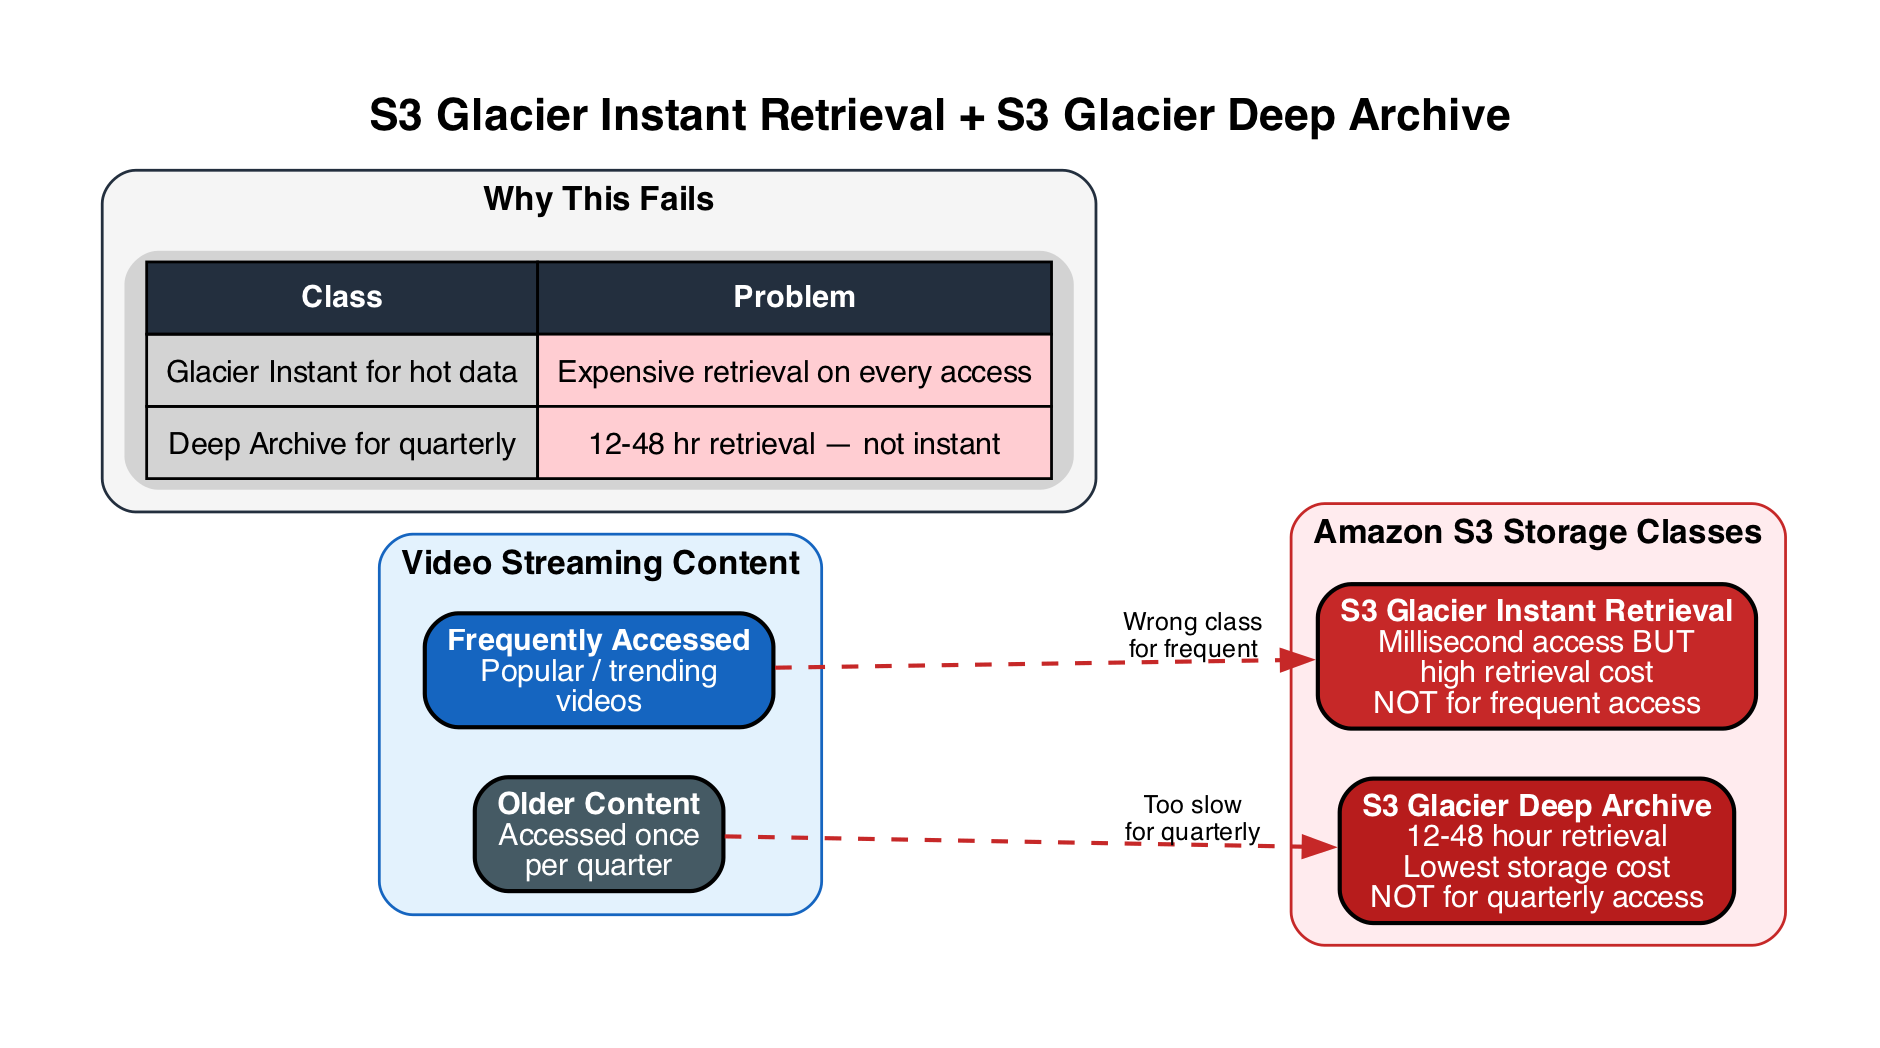 S3 Glacier Instant Retrieval + S3 Glacier Deep Archive
Why This Fails
Class
Problem
Glacier Instant for hot data
Expensive retrieval on every access
Deep Archive for quarterly
12-48 hr retrieval — not instant
Video Streaming Content
Frequently Accessed
Popular / trending
videos
Older Content
Accessed once
per quarter
Wrong class
for frequent
Too slow
for quarterly
Amazon S3 Storage Classes
S3 Glacier Instant Retrieval
Millisecond access BUT
high retrieval cost
NOT for frequent access
S3 Glacier Deep Archive
12-48 hour retrieval
Lowest storage cost
NOT for quarterly access